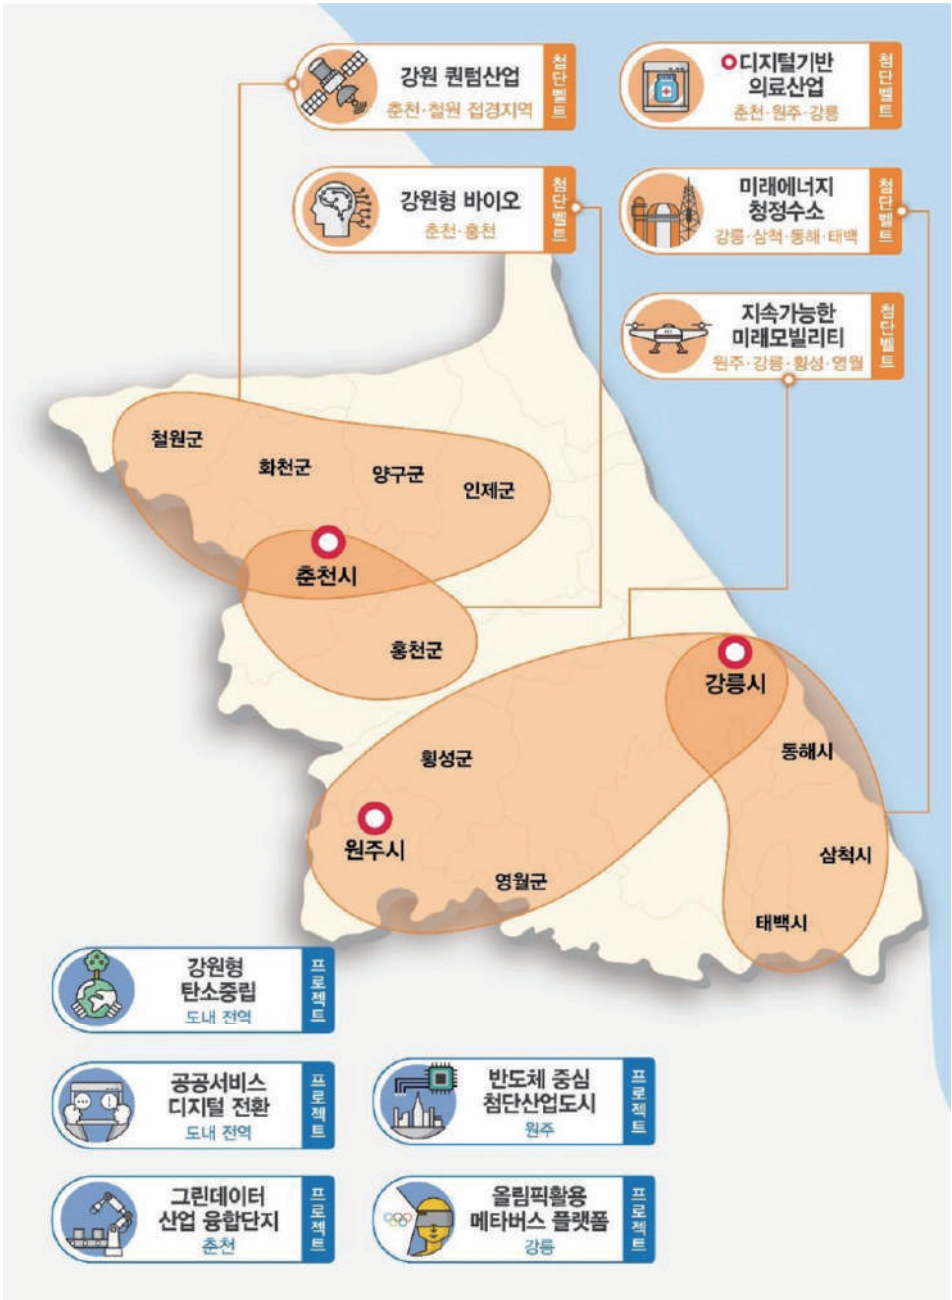 강원 퀀텀산업
춘천·철원 접경지역
첨단벨트
디지털기반
의료산업
춘천·원주·강릉
첨단벨트
강원형 바이오
춘천·홍천
첨단벨트
미래에너지
청정수소
강릉·삼척·동해·태백
첨단벨트
지속가능한
미래모빌리티
원주·강릉·횡성·영월
첨단벨트
철원군
화천군
양구군
인제군
춘천시
홍천군
강릉시
횡성군
동해시
원주시
영월군
삼척시
태백시
강원형
탄소중립
도내 전역
프로젝트
공공서비스
디지털 전환
도내 전역
프로젝트
반도체 중심
첨단산업도시
원주
프로젝트
그린데이터
산업 융합단지
춘천
프로젝트
올림픽활용
메타버스 플랫폼
강릉
프로젝트